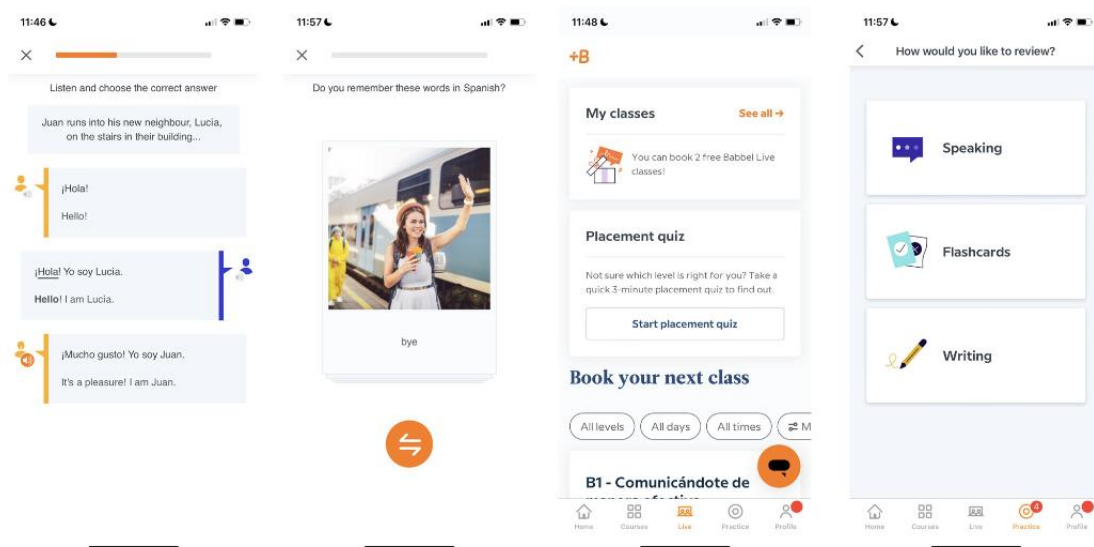 11:46
Listen and choose the correct answer
Juan runs into his new neighbour, Lucia,
on the stairs in their building...
¡Hola!
Hello!
¡Hola! Yo soy Lucia.
Hello! I am Lucia.
¡Mucho gusto! Yo soy Juan.
It's a pleasure! I am Juan.
11:57
Do you remember these words in Spanish?
bye
11:48
+B
My classes
See all →
You can book 2 free Babbel Live
classes!
Placement quiz
Not sure which level is right for you? Take a
quick 3-minute placement quiz to find out.
Start placement quiz
Book your next class
All levels All days All times M
B1 - Comunicándote de
Home Courses Live Practice Profile
11:57
How would you like to review?
Speaking
Flashcards
Writing
4
Home Courses Live Practice Profile